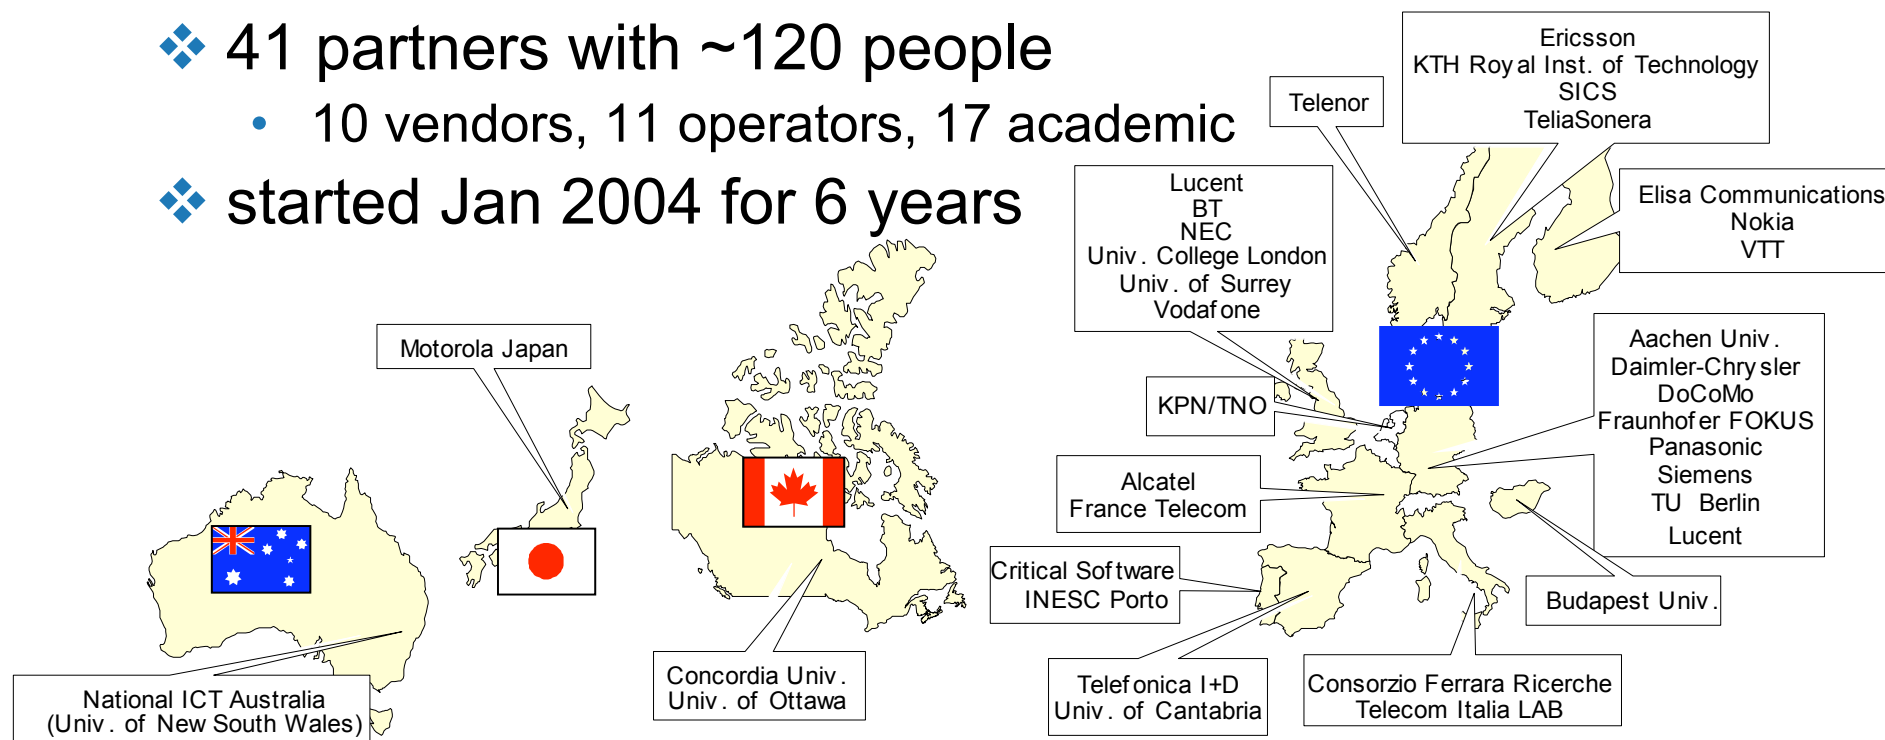 ❖ 41 partners with ~120 people
• 10 vendors, 11 operators, 17 academic
❖ started Jan 2004 for 6 years
Ericsson
KTH Royal Inst. of Technology
SICS
TeliaSonera
Telenor
Elisa Communications
Nokia
VTT
Lucent
BT
NEC
Univ. College London
Univ. of Surrey
Vodafone
Motorola Japan
KPN/TNO
Aachen Univ.
Daimler-Chrysler
DoCoMo
Fraunhofer FOKUS
Panasonic
Siemens
TU Berlin
Lucent
Alcatel
France Telecom
Critical Software
INESC Porto
Budapest Univ.
National ICT Australia
(Univ. of New South Wales)
Concordia Univ.
Univ. of Ottawa
Telefonica I+D
Univ. of Cantabria
Consorzio Ferrara Ricerche
Telecom Italia LAB